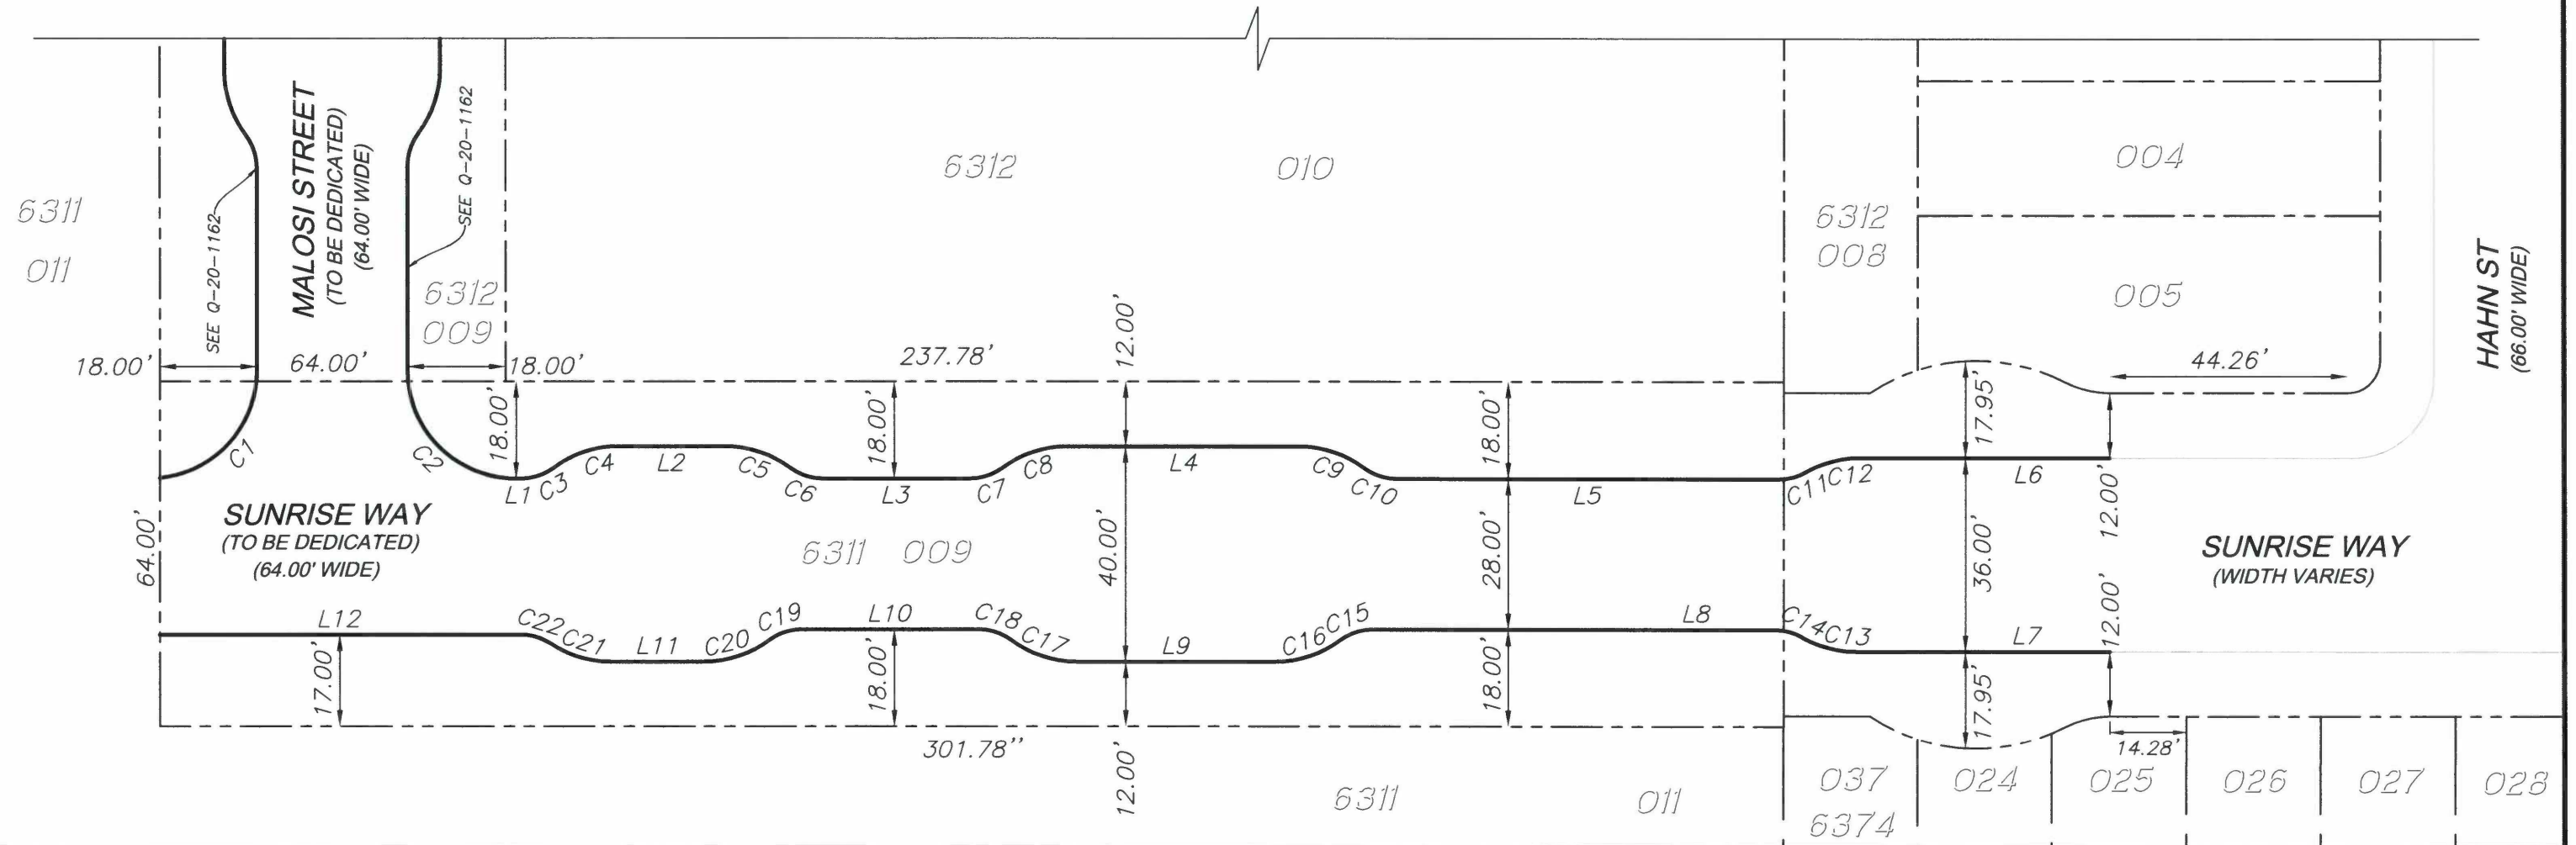 6311
011
SEE Q-20-1162
MALOSI STREET
(TO BE DEDICATED)
(64.00' WIDE)
SEE Q-20-1162
6312
009
6312 010
6312
008
004
005
HAHN ST
(66.00' WIDE)
18.00'
64.00'
18.00'
237.78'
12.00'
44.26'
18.00'
18.00'
18.00'
17.95'
C1
C2
L1
C3
C4
L2
C5
C6
L3
C7
C8
L4
C9
C10
L5
C11
C12
L6
12.00'
64.00'
SUNRISE WAY
(TO BE DEDICATED)
(64.00' WIDE)
6311 009
40.00'
28.00'
36.00'
SUNRISE WAY
(WIDTH VARIES)
L12
C22
C21
L11
C20
C19
L10
C18
C17
L9
C16
C15
L8
C14
C13
L7
12.00'
17.00'
18.00'
18.00'
17.95'
301.78''
12.00'
14.28'
6311 011
037
6374
024
025
026
027
028